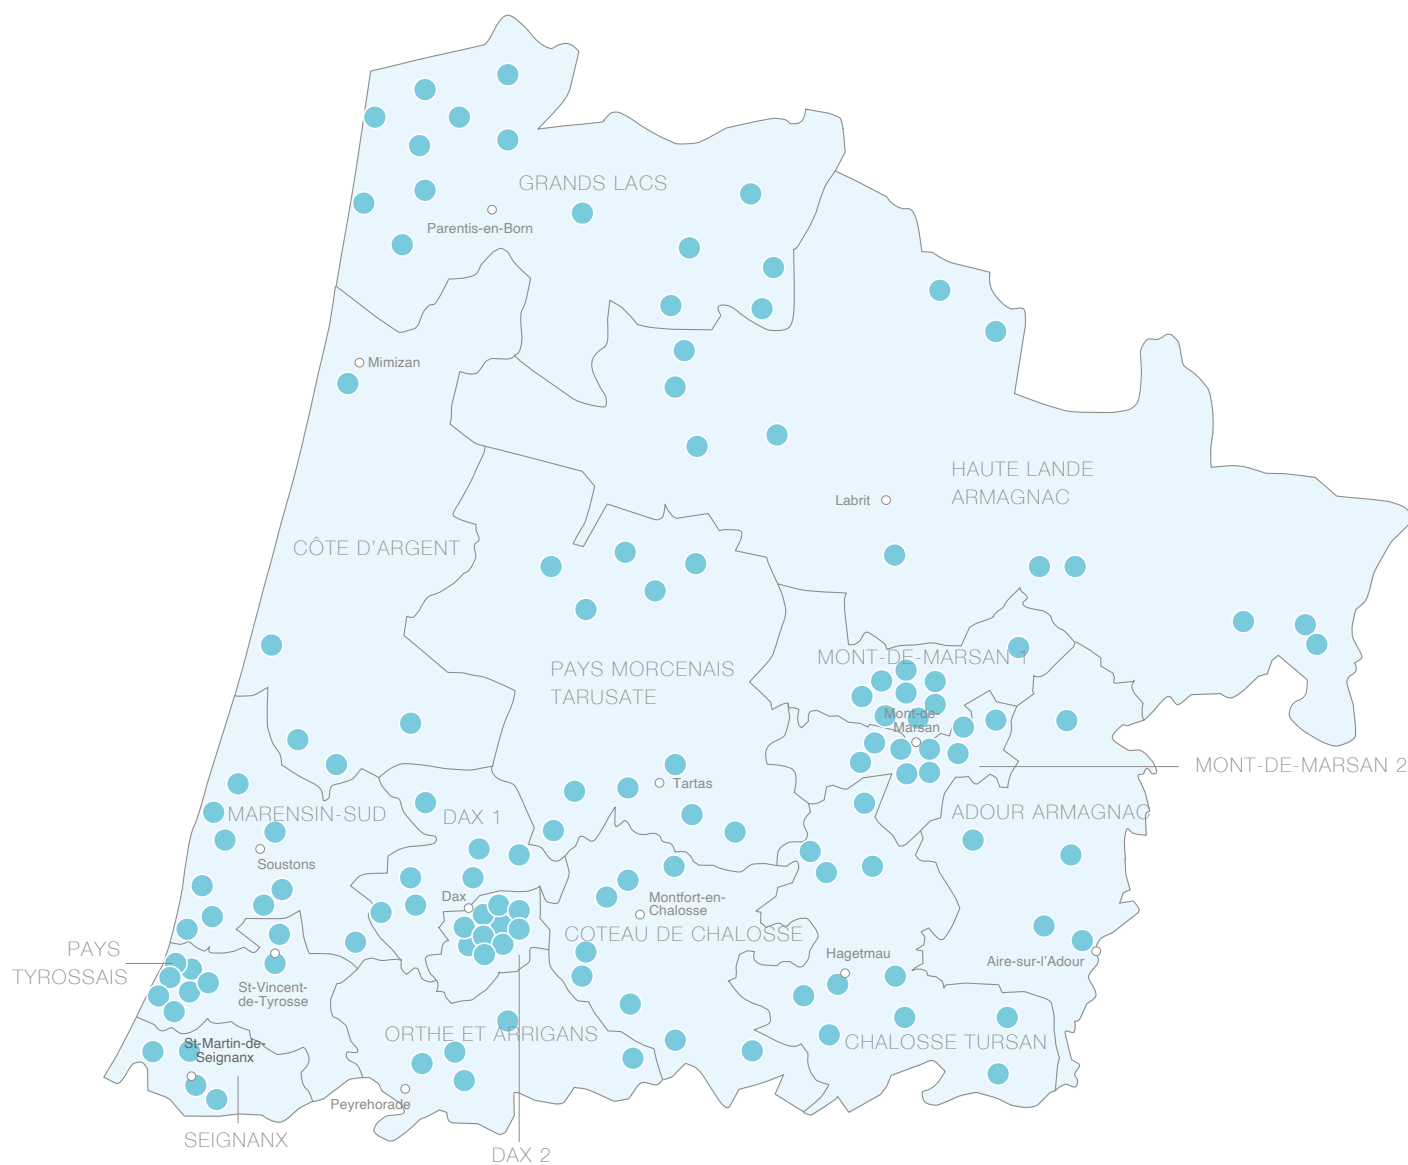 GRANDS LACS
Parentis-en-Born
Mimizan
HAUTE LANDE
ARMAGNAC
Labrit
CÔTE D'ARGENT
PAYS MORCENAIS
TARUSATE
MONT-DE-MARSAN 1
Mont-de-
Marsan
MONT-DE-MARSAN 2
Tartas
MARENSIN-SUD
DAX 1
ADOUR ARMAGNAC
Soustons
Dax
Montfort-en-
Chalosse
COTEAU DE CHALOSSE
PAYS
TYROSSAIS
Hagetmau
Aire-sur-l'Adour
St-Vincent-
de-Tyrosse
ORTHE ET ARRIGANS
CHALOSSE TURSAN
St-Martin-de-
Seignanx
Peyrehorade
SEIGNANX
DAX 2